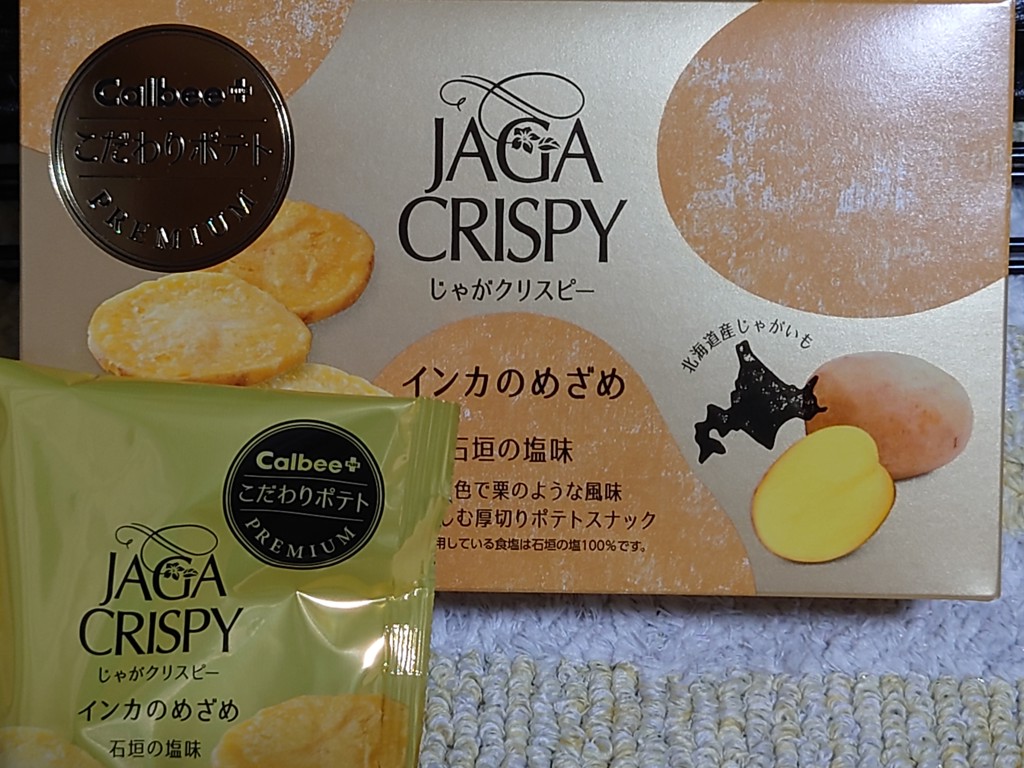 Calbee+
こだわりポテト
PREMIUM
JAGA
CRISPY
じゃがクリスピー
インカのめざめ
石垣の塩味
色で栗のような風味
しむ厚切りポテトスナック
用している食塩は石垣の塩100%です。
北海道産じゃがいも
Calbee+
こだわりポテト
PREMIUM
JAGA
CRISPY
じゃがクリスピー
インカのめざめ
石垣の塩味